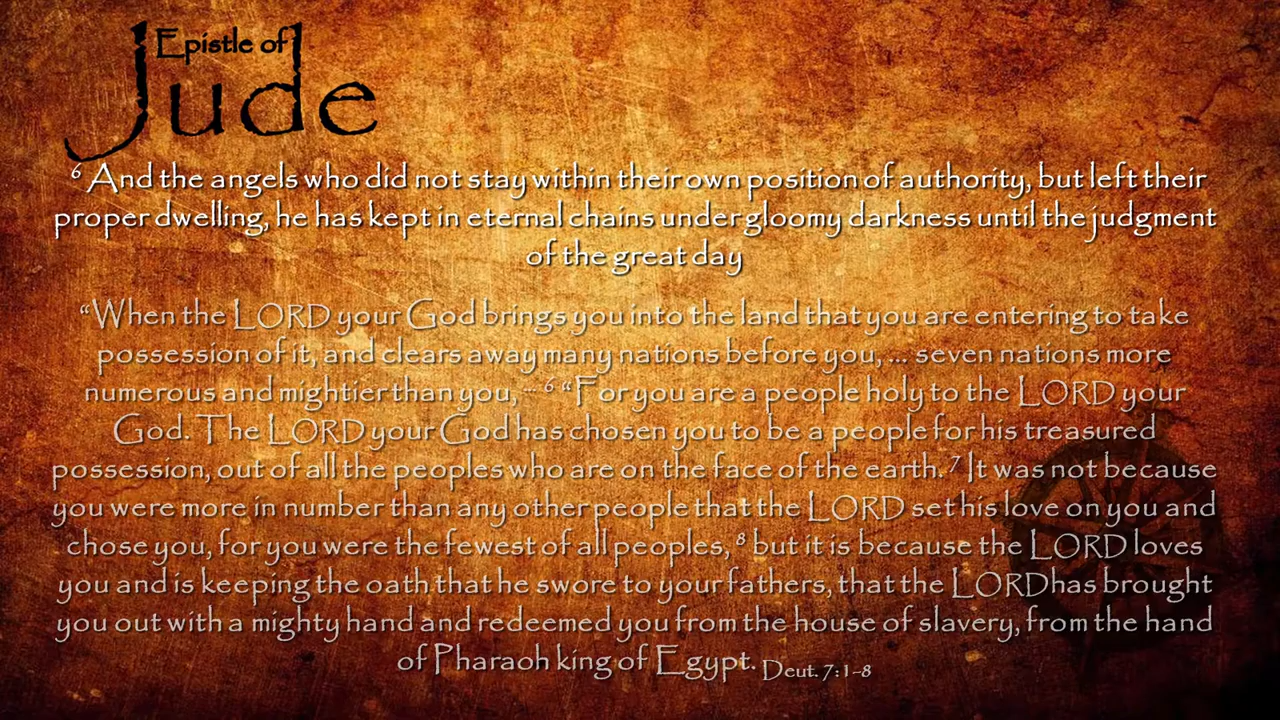 Epistle of
Jude
⁶ And the angels who did not stay within their own position of authority, but left their
proper dwelling, he has kept in eternal chains under gloomy darkness until the judgment
of the great day
“When the LORD your God brings you into the land that you are entering to take
possession of it, and clears away many nations before you, ... seven nations more
numerous and mightier than you, – ⁶ “For you are a people holy to the LORD your
God. The LORD your God has chosen you to be a people for his treasured
possession, out of all the peoples who are on the face of the earth. ⁷ It was not because
you were more in number than any other people that the LORD set his love on you and
chose you, for you were the fewest of all peoples, ⁸ but it is because the LORD loves
you and is keeping the oath that he swore to your fathers, that the LORD has brought
you out with a mighty hand and redeemed you from the house of slavery, from the hand
of Pharaoh king of Egypt. Deut. 7:1-8